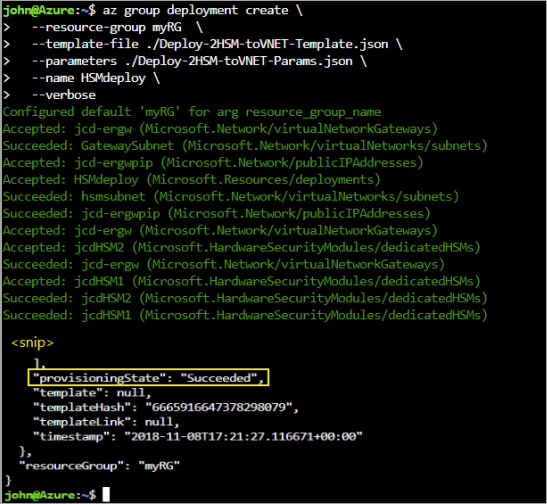 john@Azure:~$ az group deployment create \
>   --resource-group myRG  \
>   --template-file ./Deploy-2HSM-toVNET-Template.json \
>   --parameters ./Deploy-2HSM-toVNET-Params.json \
>   --name HSMdeploy \
>   --verbose
Configured default 'myRG' for arg resource_group_name
Accepted: jcd-ergw (Microsoft.Network/virtualNetworkGateways)
Succeeded: GatewaySubnet (Microsoft.Network/virtualNetworks/subnets)
Accepted: jcd-ergwpip (Microsoft.Network/publicIPAddresses)
Accepted: HSMdeploy (Microsoft.Resources/deployments)
Succeeded: hsmsubnet (Microsoft.Network/virtualNetworks/subnets)
Succeeded: jcd-ergwpip (Microsoft.Network/publicIPAddresses)
Accepted: jcd-ergw (Microsoft.Network/virtualNetworkGateways)
Accepted: jcdHSM2 (Microsoft.HardwareSecurityModules/dedicatedHSMs)
Succeeded: jcd-ergw (Microsoft.Network/virtualNetworkGateways)
Accepted: jcdHSM1 (Microsoft.HardwareSecurityModules/dedicatedHSMs)
Succeeded: jcdHSM2 (Microsoft.HardwareSecurityModules/dedicatedHSMs)
Succeeded: jcdHSM1 (Microsoft.HardwareSecurityModules/dedicatedHSMs)
<snip>
],
"provisioningState": "Succeeded",
"template": null,
"templateHash": "6665916647378298079",
"templateLink": null,
"timestamp": "2018-11-08T17:21:27.116671+00:00"
},
"resourceGroup": "myRG"
}
john@Azure:~$